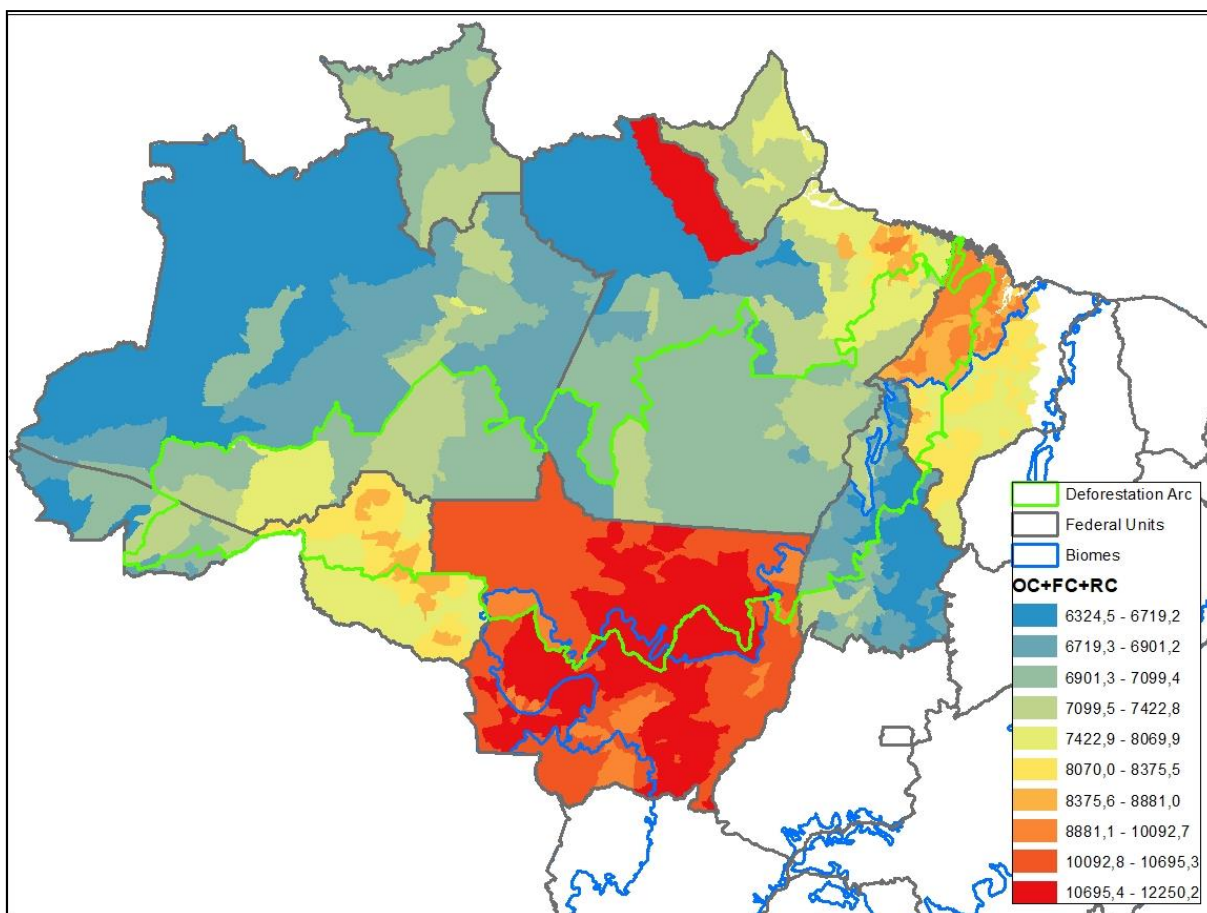 Deforestation Arc
Federal Units
Biomes
OC+FC+RC
6324,5 - 6719,2
6719,3 - 6901,2
6901,3 - 7099,4
7099,5 - 7422,8
7422,9 - 8069,9
8070,0 - 8375,5
8375,6 - 8881,0
8881,1 - 10092,7
10092,8 - 10695,3
10695,4 - 12250,2